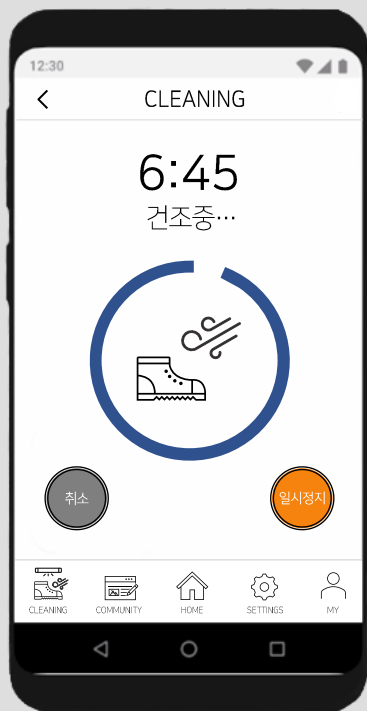 12:30
CLEANING
6:45
건조중…
취소
일시정지
CLEANING
COMMUNITY
HOME
SETTINGS
MY